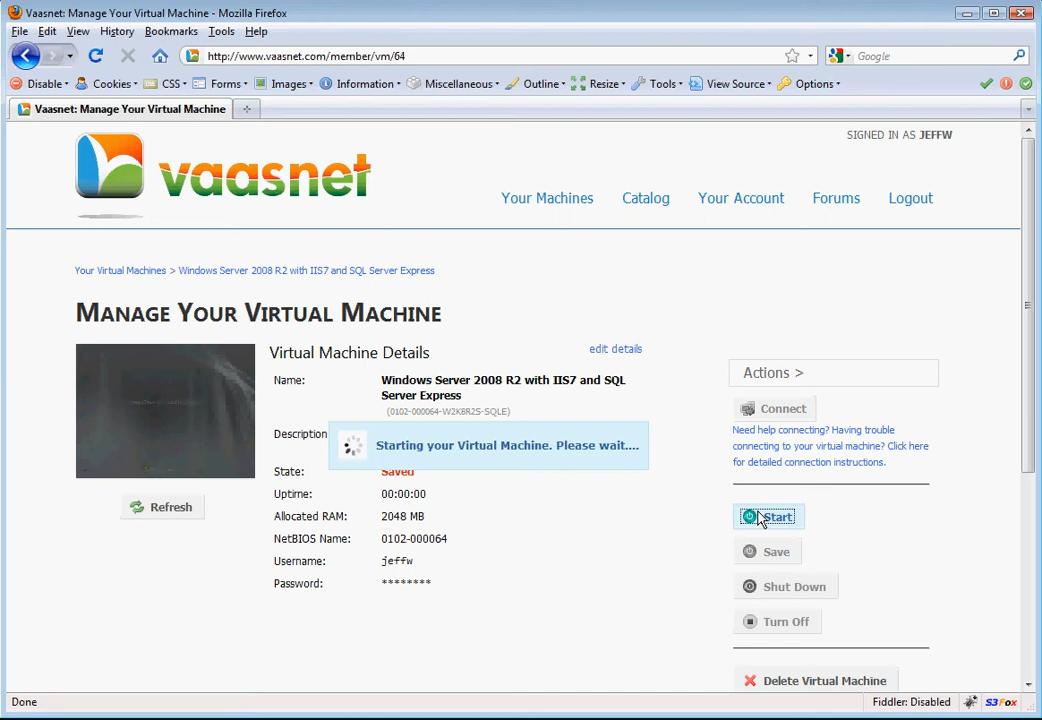 Vaasnet: Manage Your Virtual Machine - Mozilla Firefox
File Edit View History Bookmarks Tools Help
http://www.vaasnet.com/member/vm/64
Google
Disable Cookies CSS Forms Images Information Miscellaneous Outline Resize Tools View Source Options
Vaasnet: Manage Your Virtual Machine
SIGNED IN AS JEFFW
vaasnet
Your Machines Catalog Your Account Forums Logout
Your Virtual Machines > Windows Server 2008 R2 with IIS7 and SQL Server Express
MANAGE YOUR VIRTUAL MACHINE
Virtual Machine Details
edit details
Name: Windows Server 2008 R2 with IIS7 and SQL
Server Express
(0102-000064-W2K8R2S-SQLE)
Description
Starting your Virtual Machine. Please wait....
State: Saved
Uptime: 00:00:00
Allocated RAM: 2048 MB
NetBIOS Name: 0102-000064
Username: jeffw
Password: ********
Refresh
Actions >
Connect
Need help connecting? Having trouble
connecting to your virtual machine? Click here
for detailed connection instructions.
Start
Save
Shut Down
Turn Off
Delete Virtual Machine
Done
Fiddler: Disabled
S3Fox